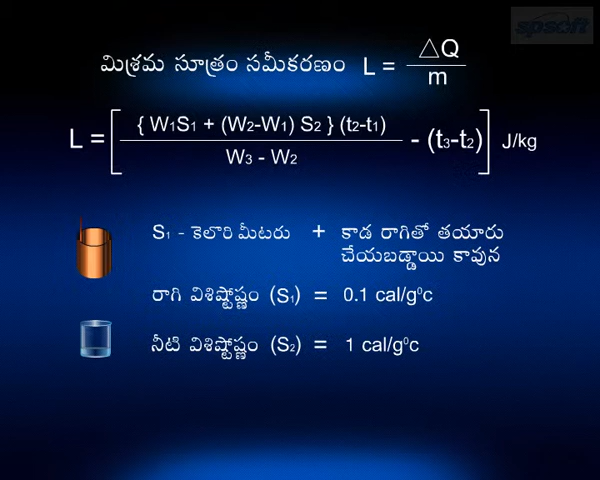 spsoft
మిశ్రమ సూత్రం సమీకరణం L = △Q / m
L = [ { W₁S₁ + (W₂-W₁) S₂ } (t₂-t₁) / W₃ - W₂ - (t₃-t₂) ] J/kg
S₁ - కెలొరి మీటరు + కాడ రాగితో తయారు
చేయబడ్డాయి కావున
రాగి విశిష్టోష్ణం (S₁) = 0.1 cal/g⁰c
నీటి విశిష్టోష్ణం (S₂) = 1 cal/g⁰c